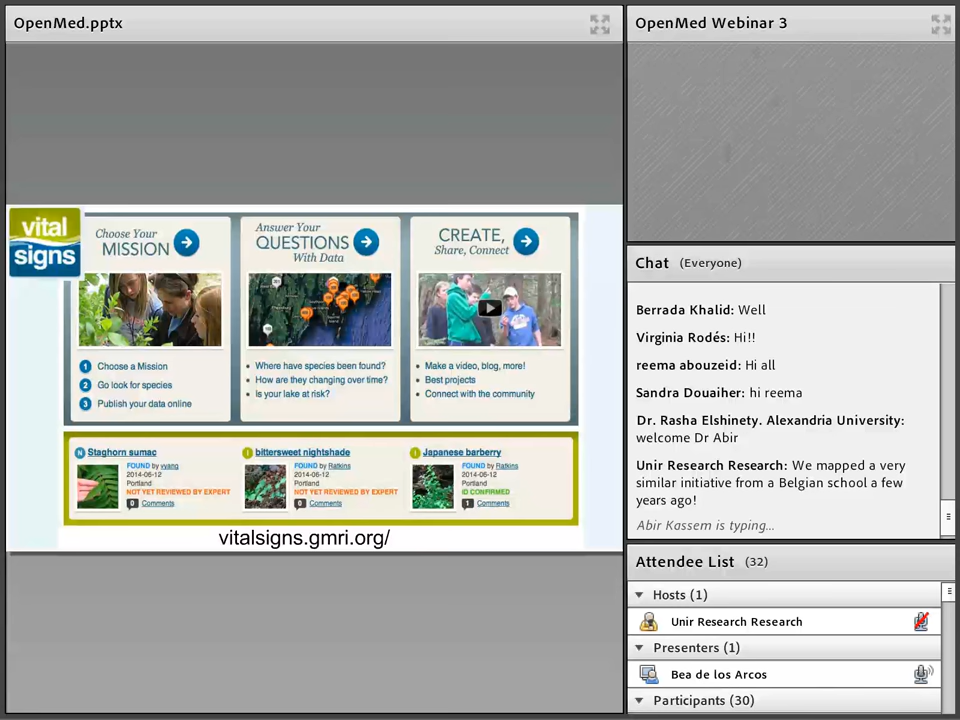 OpenMed.pptx
vital
signs
Choose Your
MISSION
1 Choose a Mission
2 Go look for species
3 Publish your data online
Answer Your
QUESTIONS
With Data
Where have species been found?
How are they changing over time?
Is your lake at risk?
CREATE,
Share, Connect
Make a video, blog, more!
Best projects
Connect with the community
N Staghorn sumac
FOUND by vvang
2014-06-12
Portland
NOT YET REVIEWED BY EXPERT
0 Comments
I bittersweet nightshade
FOUND by Ratkins
2014-06-12
Portland
NOT YET REVIEWED BY EXPERT
0 Comments
I Japanese barberry
FOUND by Ratkins
2014-06-12
Portland
ID CONFIRMED
1 Comments
vitalsigns.gmri.org/
OpenMed Webinar 3
Chat (Everyone)
Berrada Khalid: Well
Virginia Rodés: Hi!!
reema abouzeid: Hi all
Sandra Douaiher: hi reema
Dr. Rasha Elshinety. Alexandria University:
welcome Dr Abir
Unir Research Research: We mapped a very
similar initiative from a Belgian school a few
years ago!
Abir Kassem is typing...
Attendee List (32)
Hosts (1)
Unir Research Research
Presenters (1)
Bea de los Arcos
Participants (30)